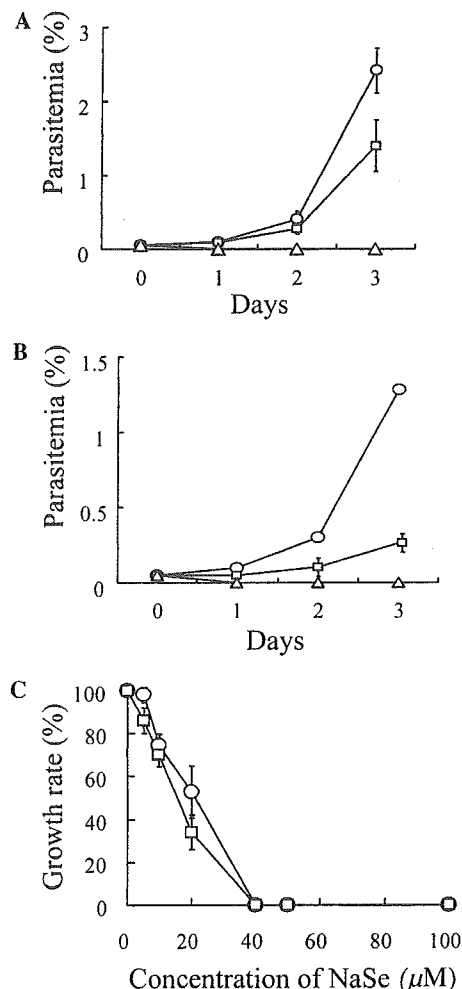 A
Parasitemia (%)
3
2
1
0
0 1 2 3
Days
B
Parasitemia (%)
1.5
1
0.5
0
0 1 2 3
Days
C
Growth rate (%)
100
80
60
40
20
0
0 20 40 60 80 100
Concentration of NaSe (μM)